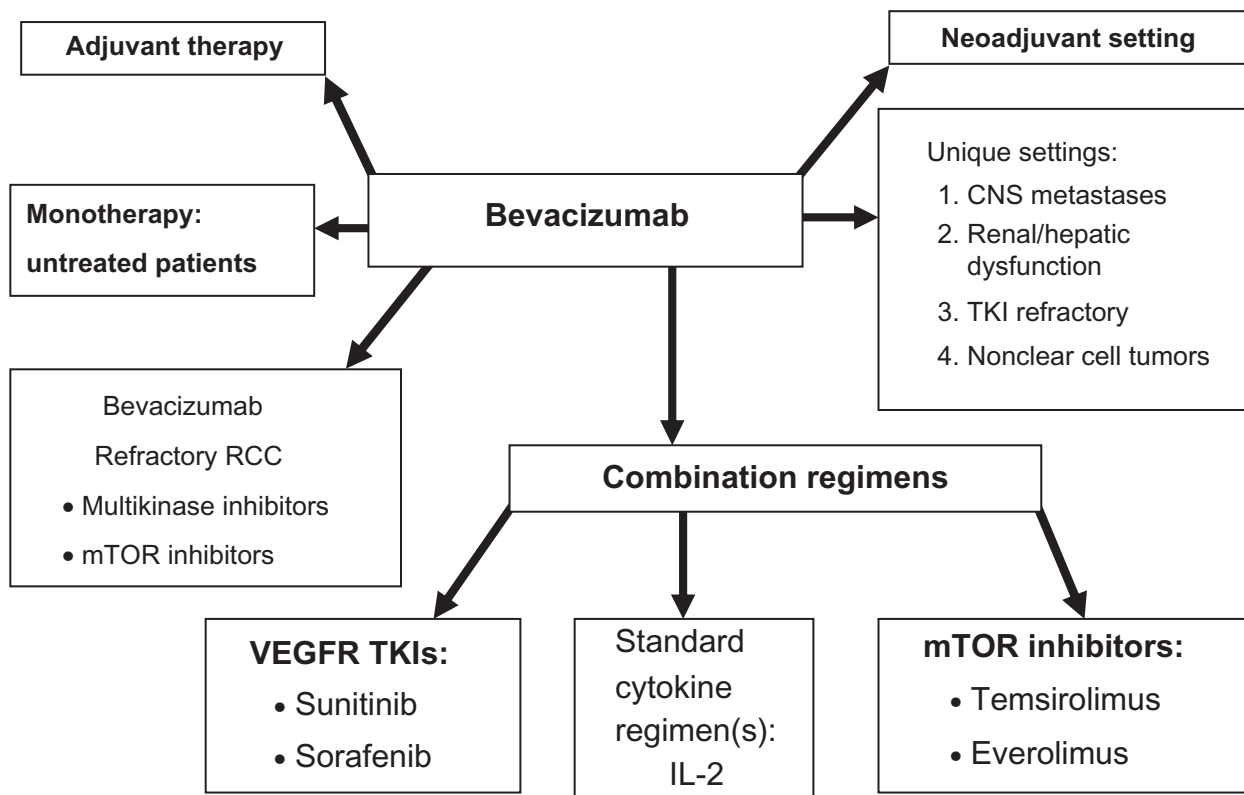 Adjuvant therapy
Neoadjuvant setting
Bevacizumab
Monotherapy:
untreated patients
Unique settings:
1. CNS metastases
2. Renal/hepatic
dysfunction
3. TKI refractory
4. Nonclear cell tumors
Bevacizumab
Refractory RCC
• Multikinase inhibitors
• mTOR inhibitors
Combination regimens
VEGFR TKIs:
• Sunitinib
• Sorafenib
Standard
cytokine
regimen(s):
IL-2
mTOR inhibitors:
• Temsirolimus
• Everolimus